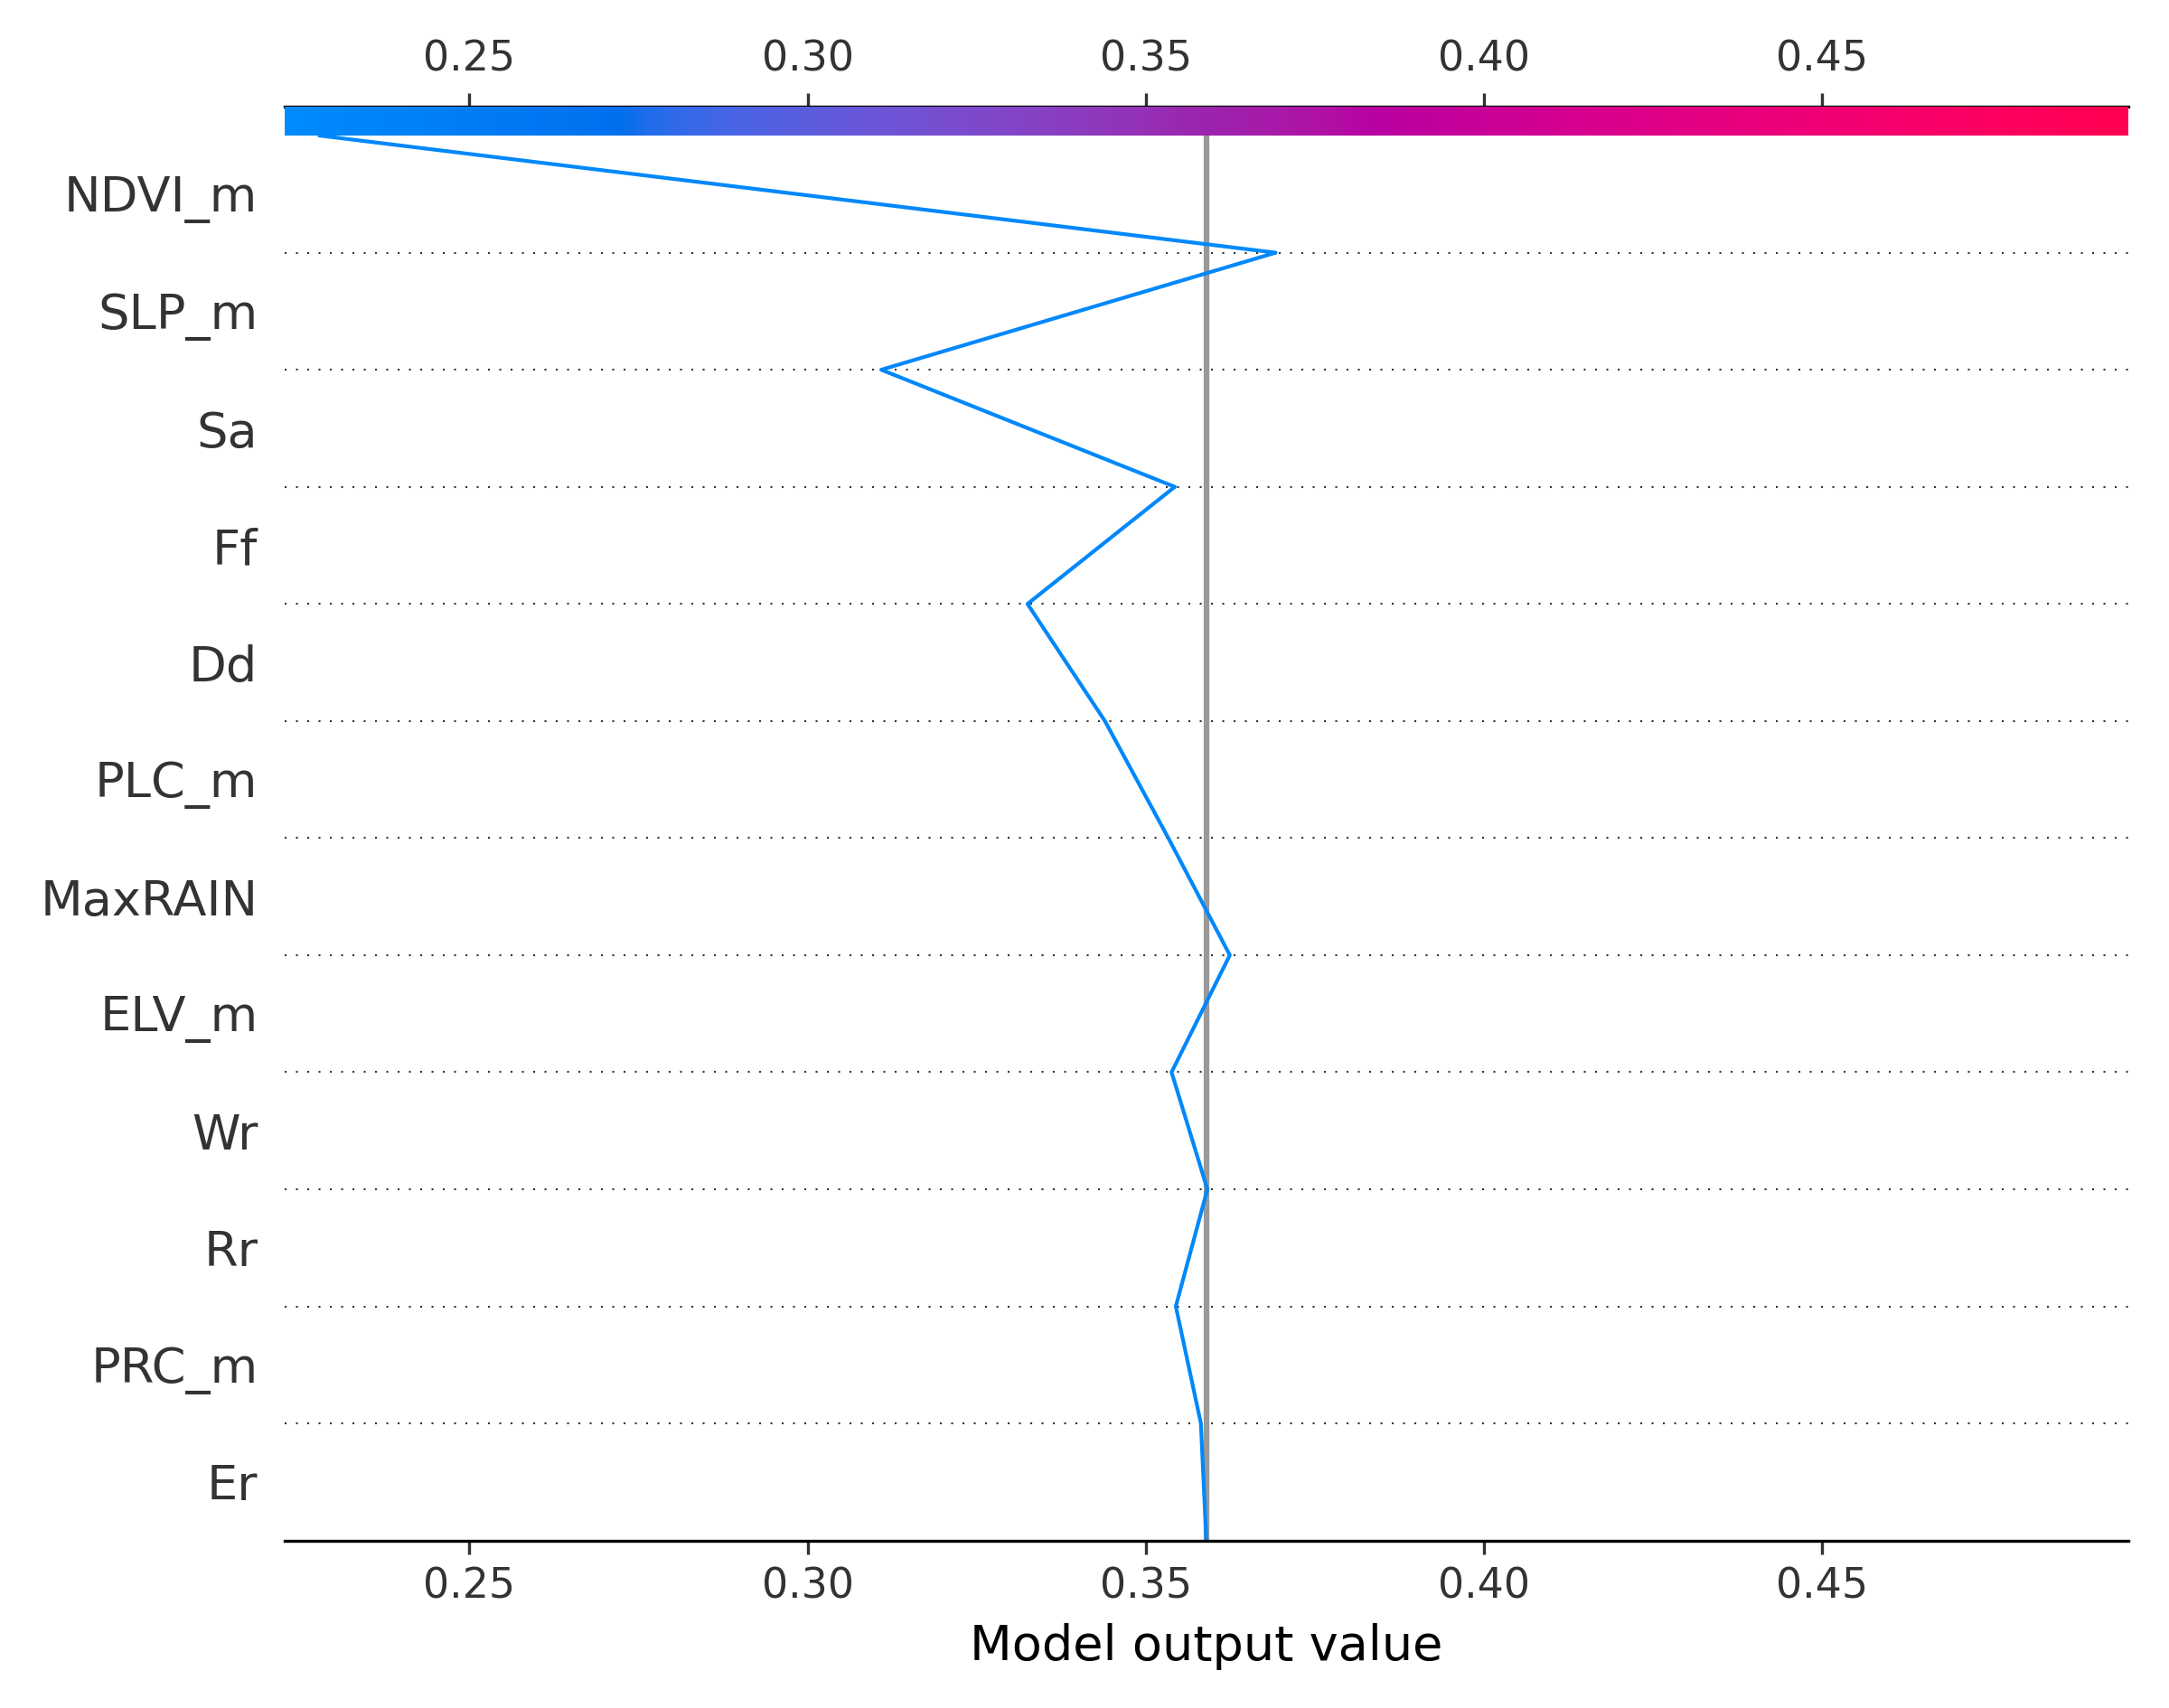 0.25 0.30 0.35 0.40 0.45
NDVI_m
SLP_m
Sa
Ff
Dd
PLC_m
MaxRAIN
ELV_m
Wr
Rr
PRC_m
Er
0.25 0.30 0.35 0.40 0.45
Model output value